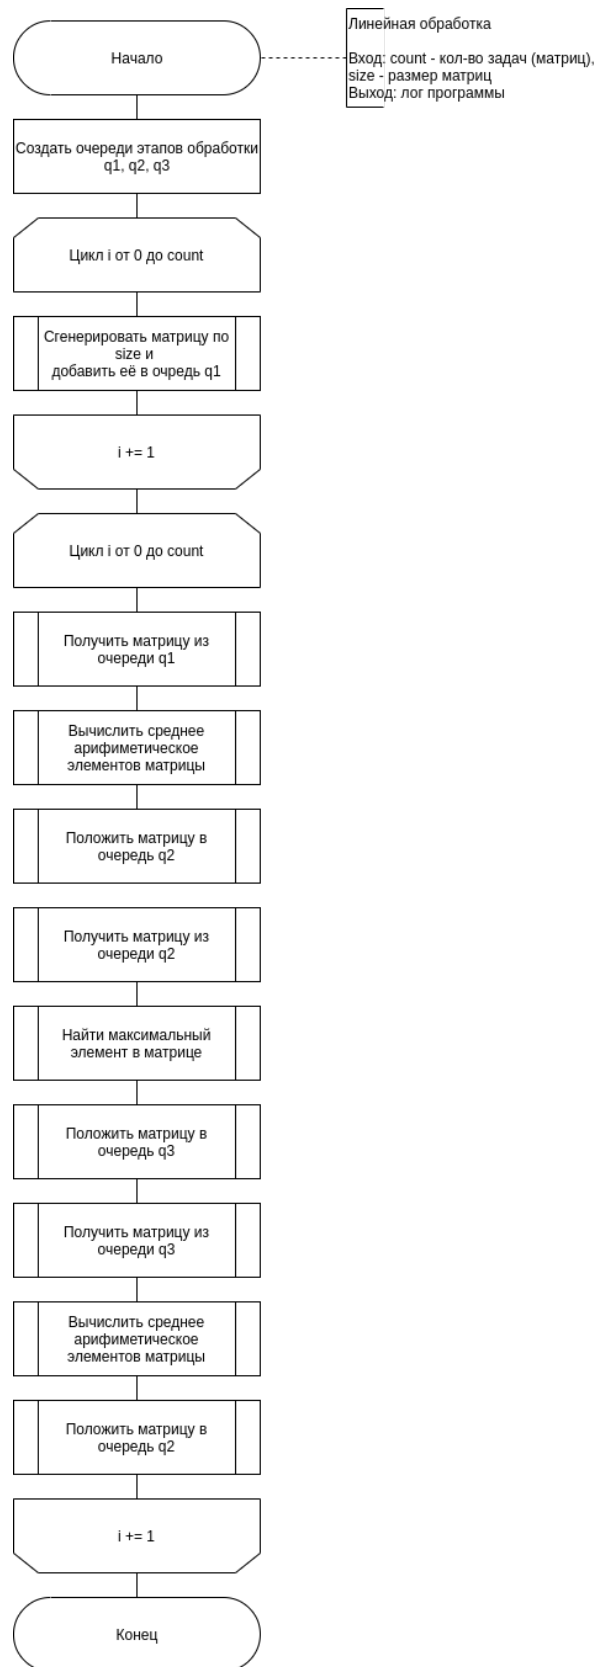 Начало
Линейная обработка
Вход: count - кол-во задач (матриц),
size - размер матриц
Выход: лог программы
Создать очереди этапов обработки
q1, q2, q3
Цикл i от 0 до count
Сгенерировать матрицу по
size и
добавить её в очредь q1
i += 1
Цикл i от 0 до count
Получить матрицу из
очереди q1
Вычислить среднее
арифметическое
элементов матрицы
Положить матрицу в
очередь q2
Получить матрицу из
очереди q2
Найти максимальный
элемент в матрице
Положить матрицу в
очередь q3
Получить матрицу из
очереди q3
Вычислить среднее
арифметическое
элементов матрицы
Положить матрицу в
очередь q2
i += 1
Конец